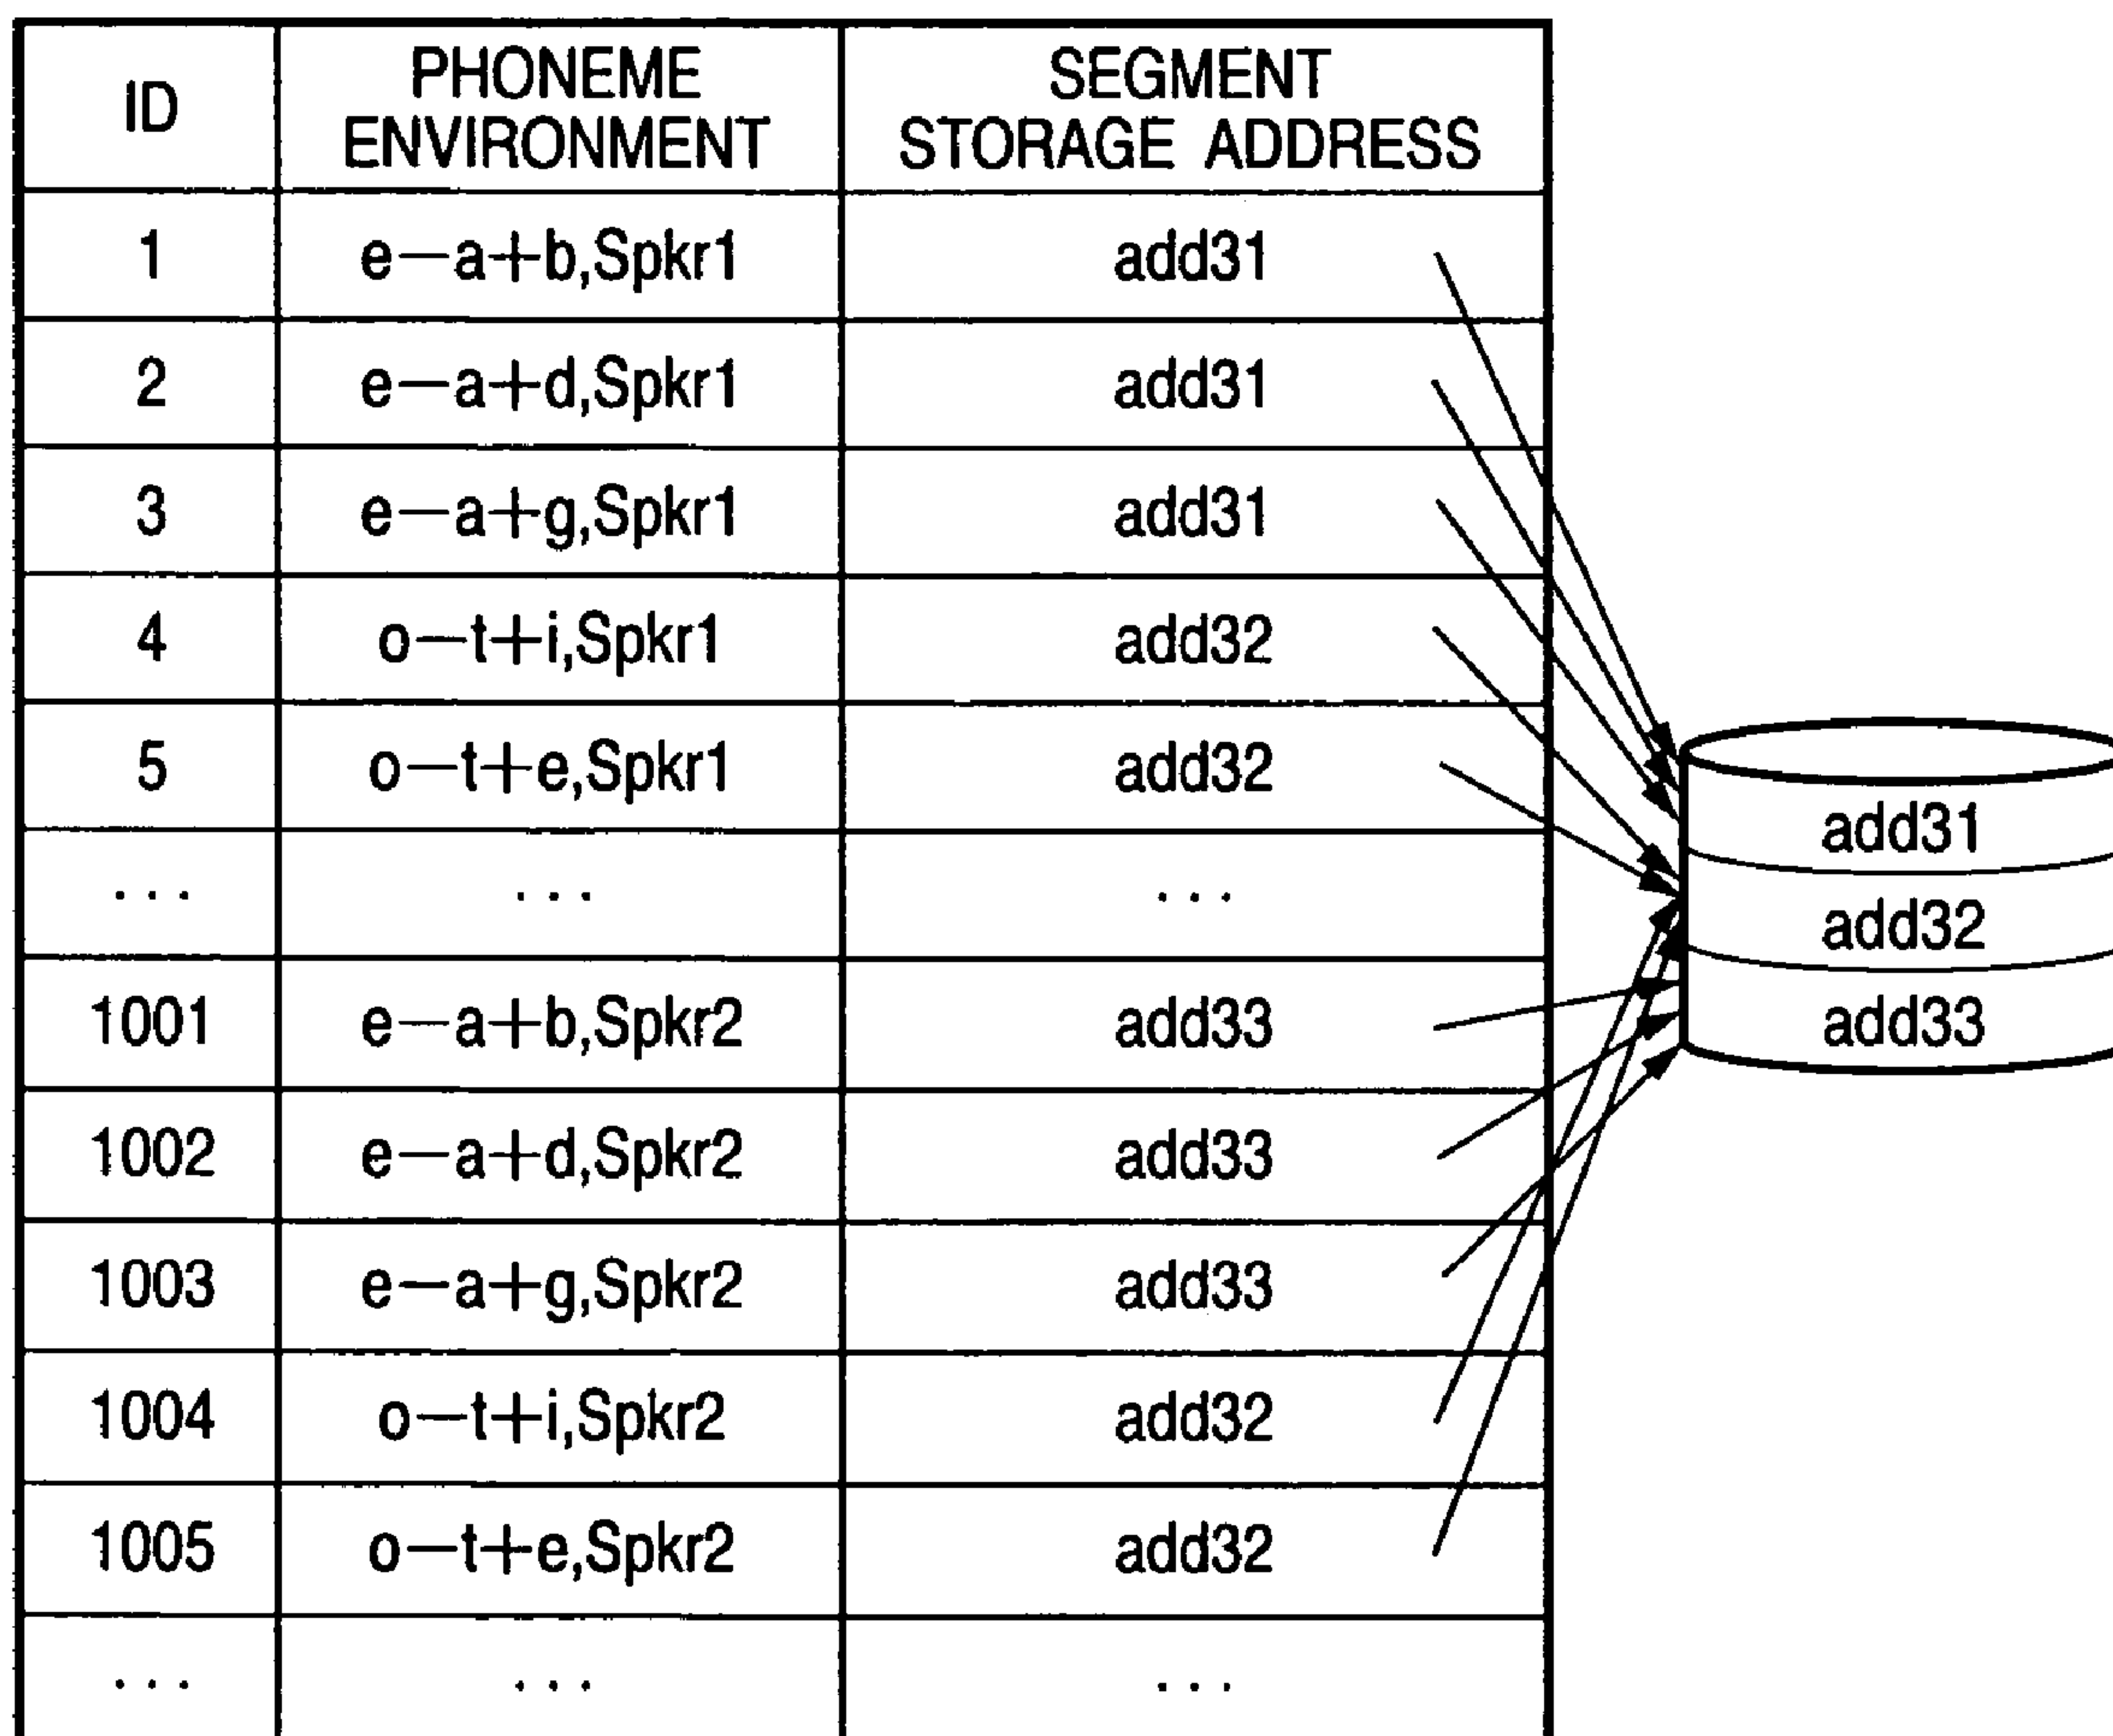 ID PHONEME ENVIRONMENT SEGMENT STORAGE ADDRESS
1 e—a+b,Spkr1 add31
2 e—a+d,Spkr1 add31
3 e—a+g,Spkr1 add31
4 o—t+i,Spkr1 add32
5 o—t+e,Spkr1 add32
... ... ...
1001 e—a+b,Spkr2 add33
1002 e—a+d,Spkr2 add33
1003 e—a+g,Spkr2 add33
1004 o—t+i,Spkr2 add32
1005 o—t+e,Spkr2 add32
... ... ...
add31
add32
add33